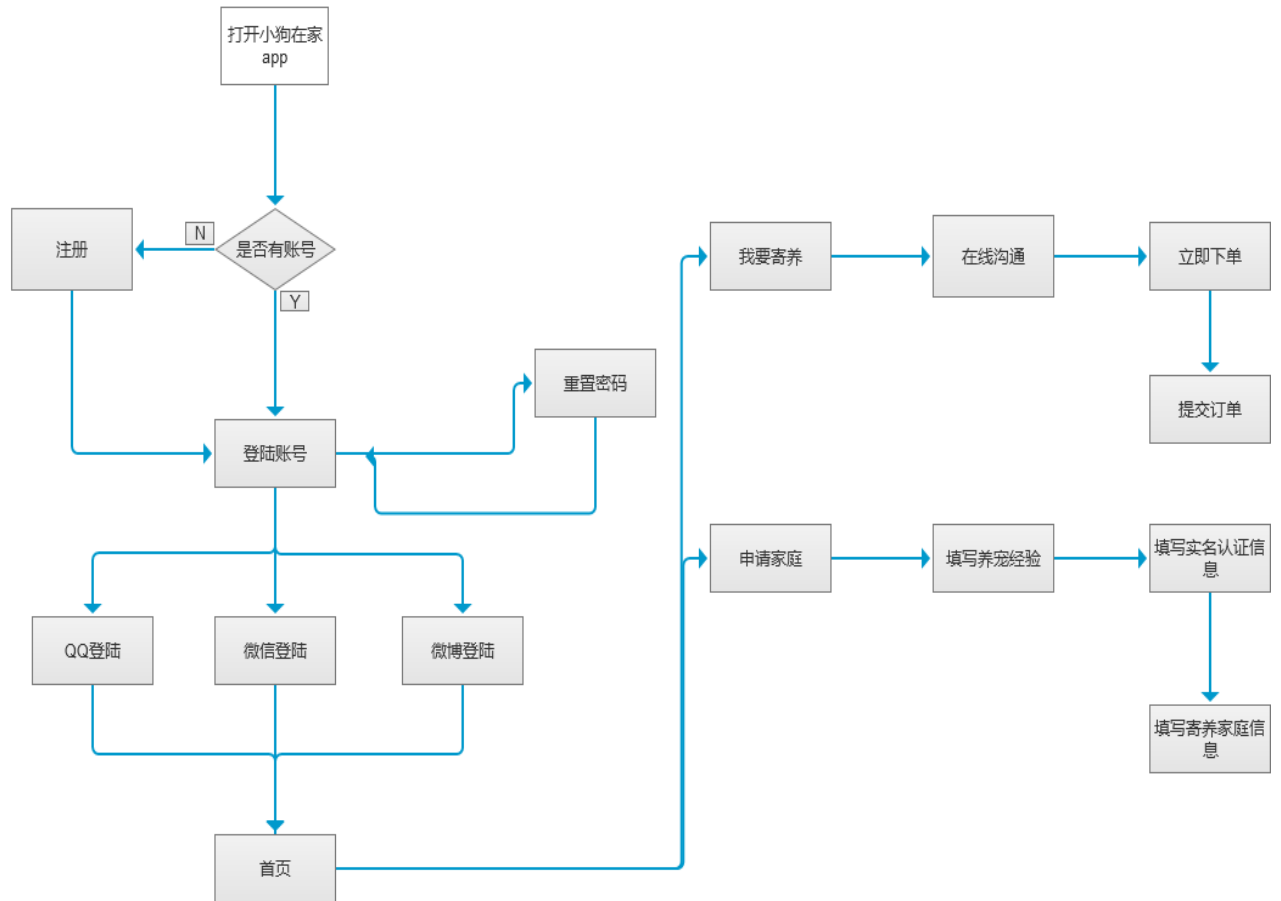 打开小狗在家
app
N
注册
是否有账号
Y
我要寄养
在线沟通
立即下单
重置密码
提交订单
登陆账号
申请家庭
填写养宠经验
填写实名认证信
息
QQ登陆
微信登陆
微博登陆
填写寄养家庭信
息
首页